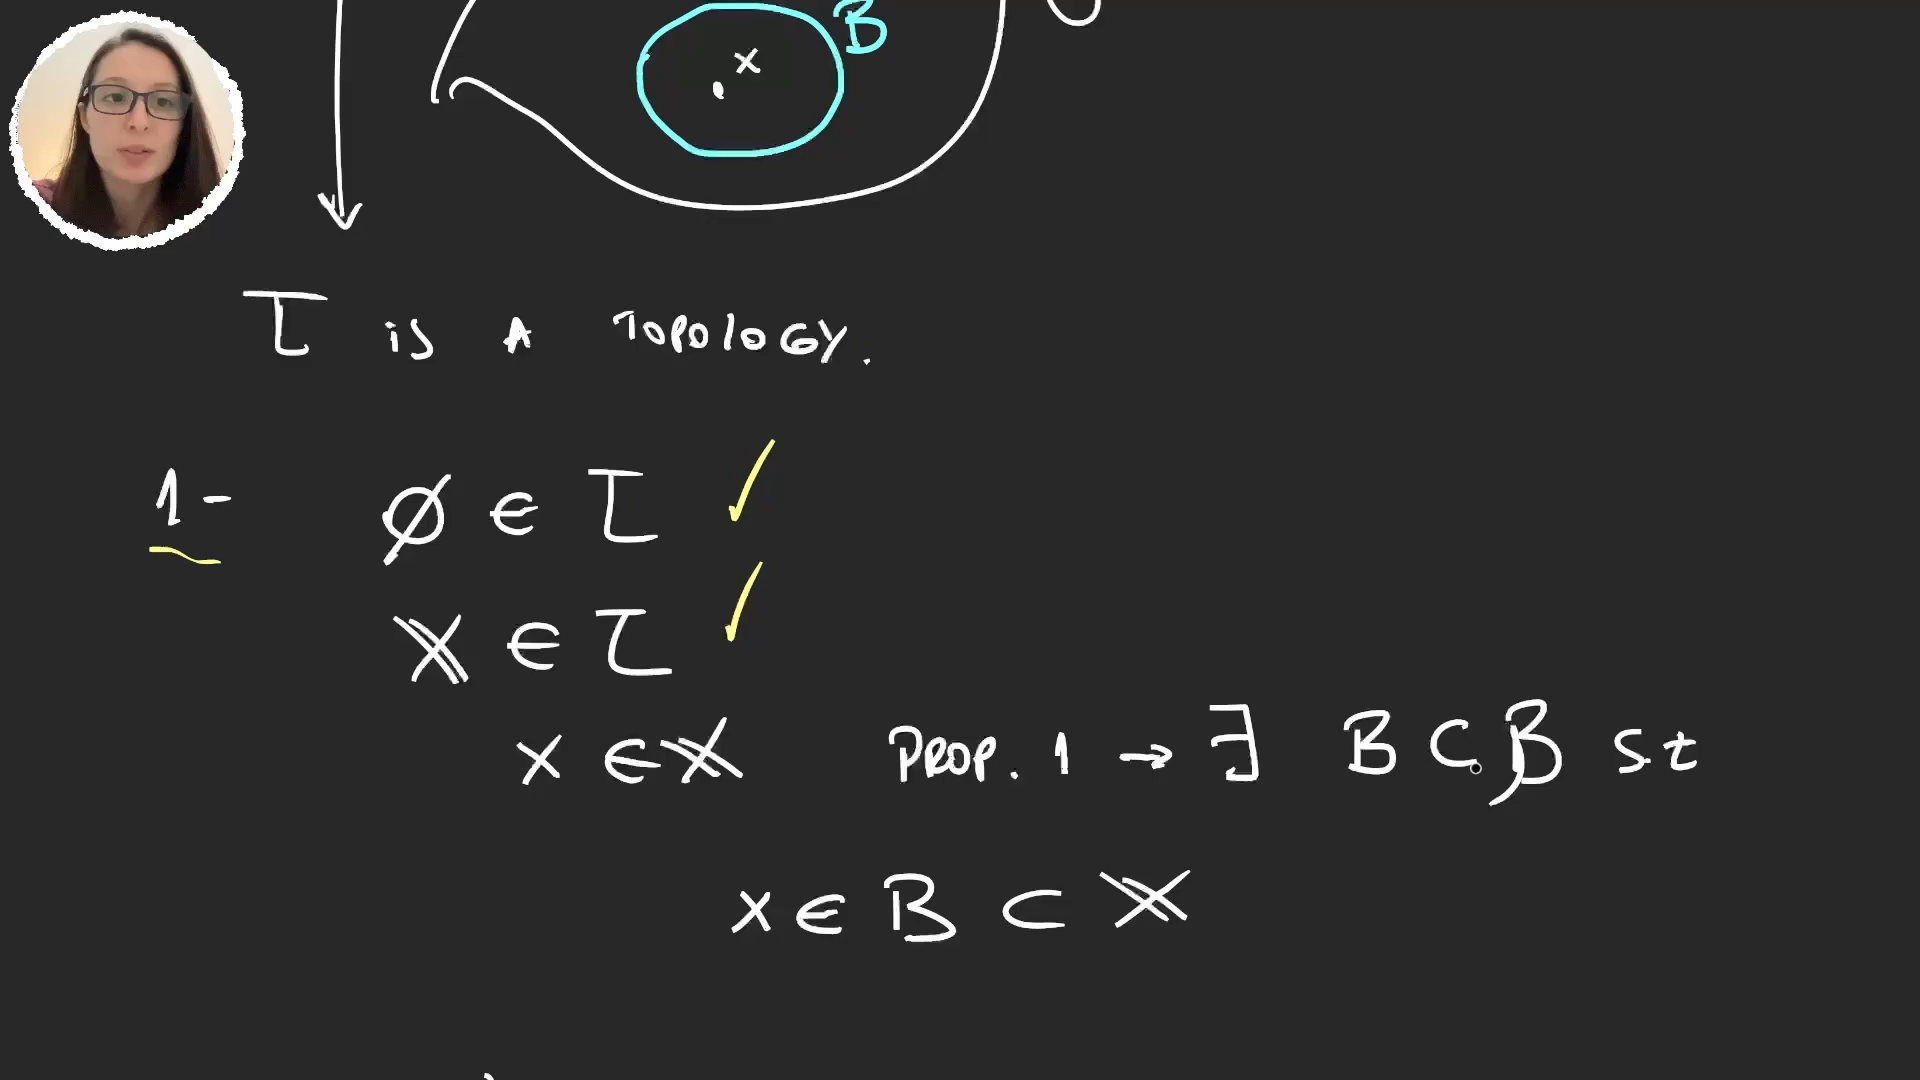 B
x
τ is A TOPOLOGY.
1- ∅ ∈ τ ✓
𝕏 ∈ τ ✓
x ∈ 𝕏 PROP. 1 → ∃ B ⊂ ℬ s.t
x ∈ B ⊂ 𝕏